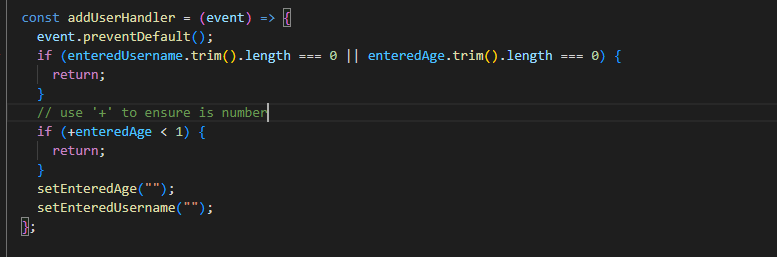 const addUserHandler = (event) => {
event.preventDefault();
if (enteredUsername.trim().length === 0 || enteredAge.trim().length === 0) {
return;
}
// use '+' to ensure is number
if (+enteredAge < 1) {
return;
}
setEnteredAge("");
setEnteredUsername("");
};